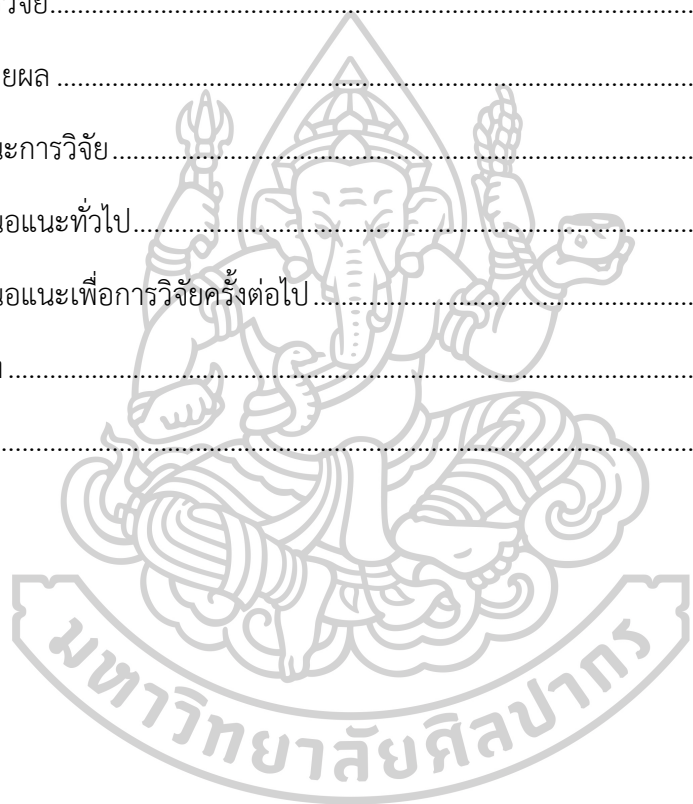 วิจัย...............................................................................................
ยผล ..............................................................................................
นะการวิจัย.......................................................................................
นอแนะทั่วไป...................................................................................
นอแนะเพื่อการวิจัยครั้งต่อไป.........................................................
.....................................................................................................
.....................................................................................................
มหาวิทยาลัยศิลปากร